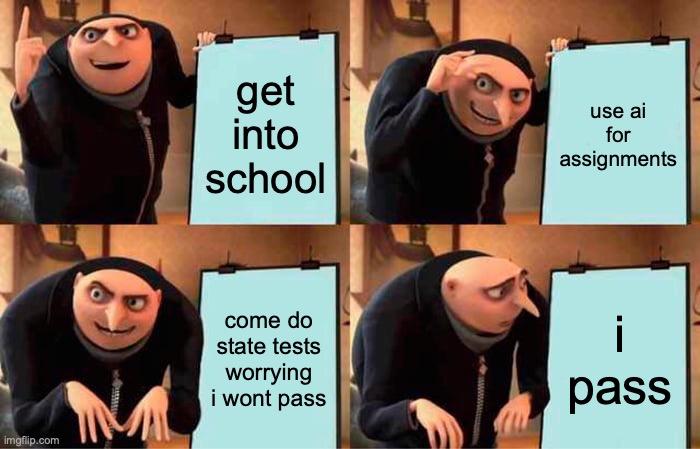 get
into
school
use ai
for
assignments
come do
state tests
worrying
i wont pass
i
pass
imgflip.com